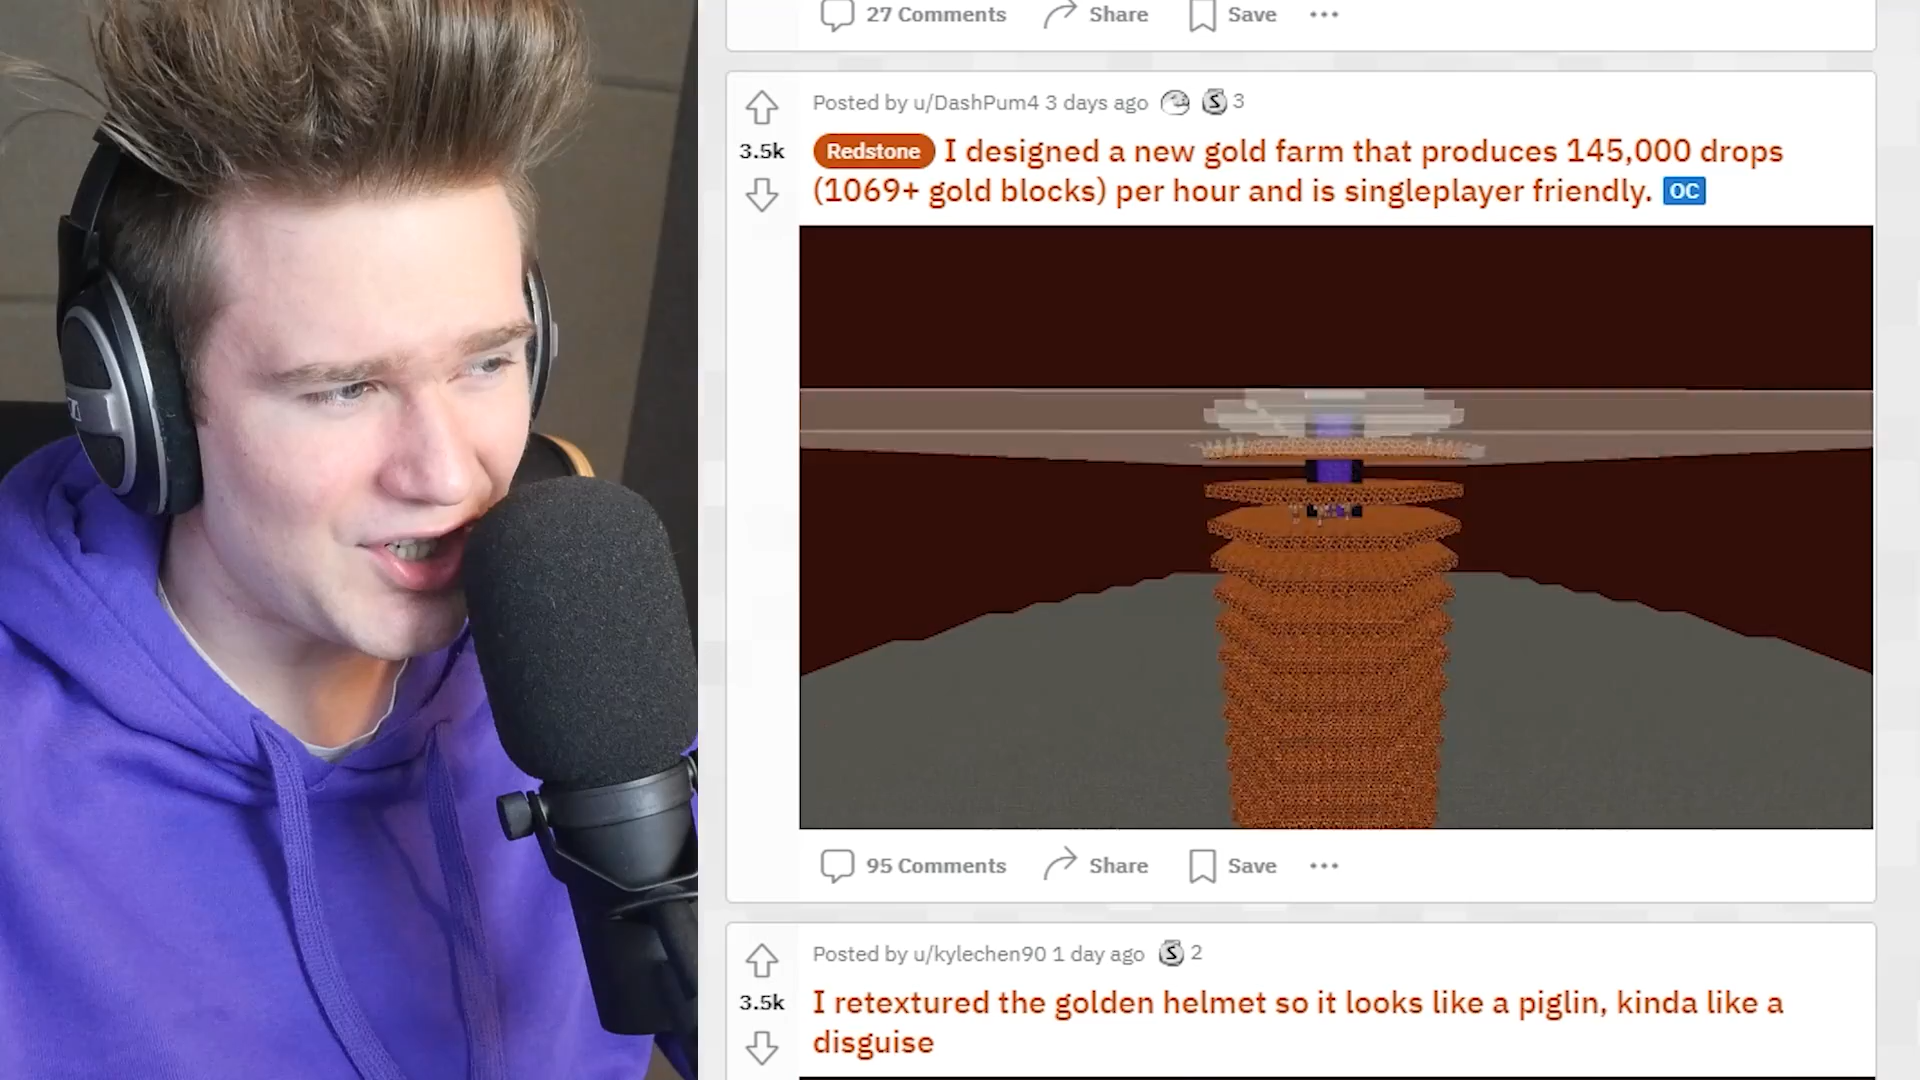 27 Comments Share Save
Posted by u/DashPum4 3 days ago 3
3.5k
Redstone I designed a new gold farm that produces 145,000 drops
(1069+ gold blocks) per hour and is singleplayer friendly. OC
95 Comments Share Save
Posted by u/kylechen90 1 day ago 2
3.5k
I retextured the golden helmet so it looks like a piglin, kinda like a
disguise